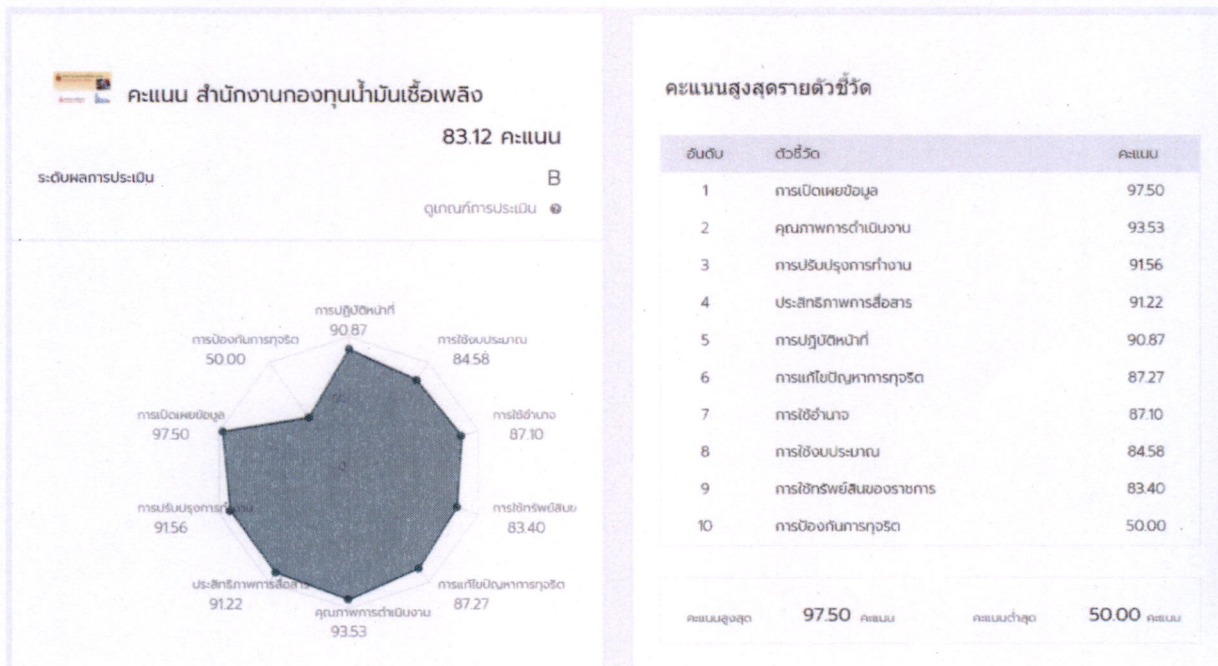 คะแนน สำนักงานกองทุนน้ำมันเชื้อเพลิง
83.12 คะแนน
ระดับผลการประเมิน B
ดูเกณฑ์การประเมิน
การปฏิบัติหน้าที่
90.87
การใช้งบประมาณ
84.58
การใช้อำนาจ
87.10
การใช้ทรัพย์สินข
83.40
การแก้ไขปัญหาการทุจริต
87.27
คุณภาพการดำเนินงาน
93.53
ประสิทธิภาพการสื่อสาร
91.22
การปรับปรุงการทำงาน
91.56
การเปิดเผยข้อมูล
97.50
การป้องกันการทุจริต
50.00
50
0
คะแนนสูงสุดรายตัวชี้วัด
อันดับ ตัวชี้วัด คะแนน
1 การเปิดเผยข้อมูล 97.50
2 คุณภาพการดำเนินงาน 93.53
3 การปรับปรุงการทำงาน 91.56
4 ประสิทธิภาพการสื่อสาร 91.22
5 การปฏิบัติหน้าที่ 90.87
6 การแก้ไขปัญหาการทุจริต 87.27
7 การใช้อำนาจ 87.10
8 การใช้งบประมาณ 84.58
9 การใช้ทรัพย์สินของราชการ 83.40
10 การป้องกันการทุจริต 50.00
คะแนนสูงสุด 97.50 คะแนน คะแนนต่ำสุด 50.00 คะแนน